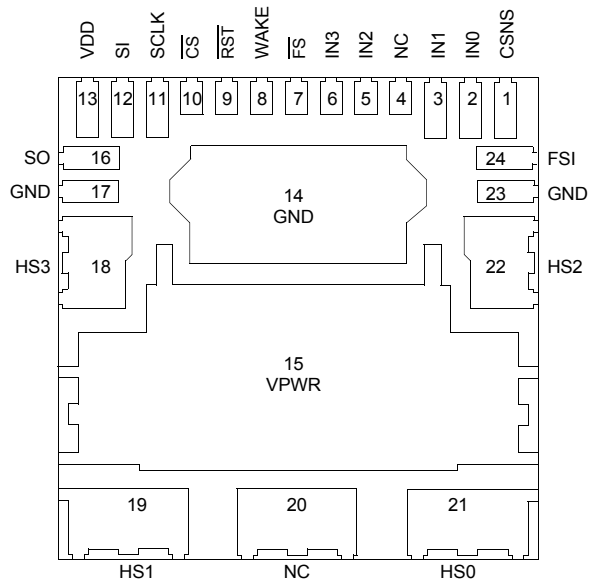 VDD SI SCLK CS RST WAKE FS IN3 IN2 NC IN1 IN0 CSNS
13 12 11 10 9 8 7 6 5 4 3 2 1
SO 16 24 FSI
GND 17 23 GND
14
GND
HS3 18 22 HS2
15
VPWR
19 20 21
HS1 NC HS0